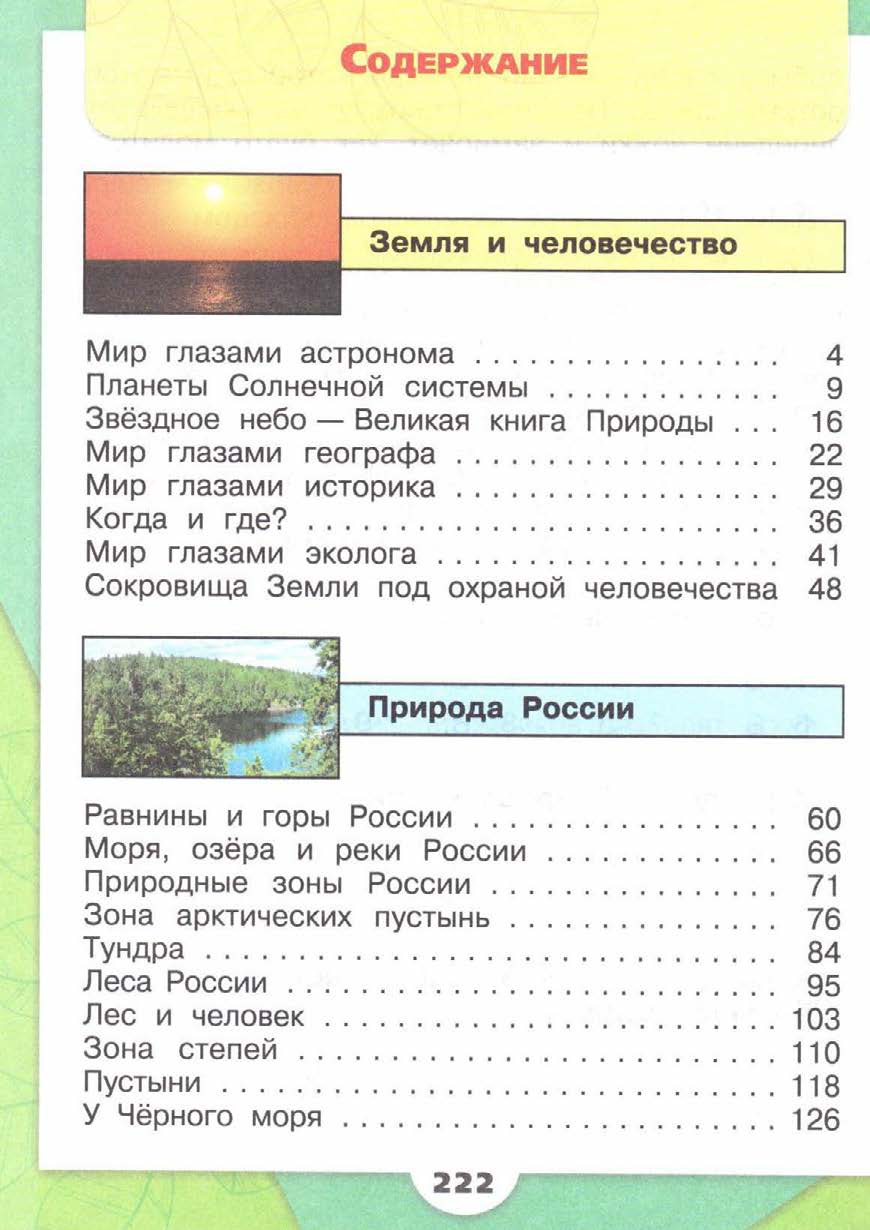 Содержание
Земля и человечество
Мир глазами астронома . . . . . . . . . . . . . . . . . 4
Планеты Солнечной системы . . . . . . . . . . . . . 9
Звёздное небо — Великая книга Природы . . . 16
Мир глазами географа . . . . . . . . . . . . . . . . . . 22
Мир глазами историка . . . . . . . . . . . . . . . . . . 29
Когда и где? . . . . . . . . . . . . . . . . . . . . . . . . . . 36
Мир глазами эколога . . . . . . . . . . . . . . . . . . . 41
Сокровища Земли под охраной человечества 48
Природа России
Равнины и горы России . . . . . . . . . . . . . . . . . 60
Моря, озёра и реки России . . . . . . . . . . . . . 66
Природные зоны России . . . . . . . . . . . . . . . . 71
Зона арктических пустынь . . . . . . . . . . . . . . . 76
Тундра . . . . . . . . . . . . . . . . . . . . . . . . . . . . . . . . 84
Леса России . . . . . . . . . . . . . . . . . . . . . . . . . . . 95
Лес и человек . . . . . . . . . . . . . . . . . . . . . . . . . 103
Зона степей . . . . . . . . . . . . . . . . . . . . . . . . . . . 110
Пустыни . . . . . . . . . . . . . . . . . . . . . . . . . . . . . . . 118
У Чёрного моря . . . . . . . . . . . . . . . . . . . . . . . . 126
222